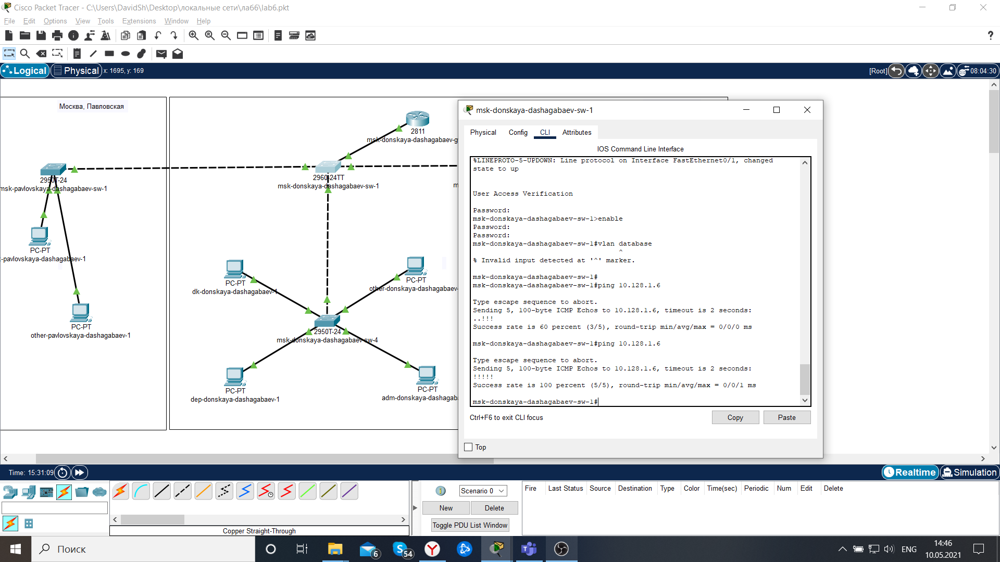 Cisco Packet Tracer - C:\Users\DavidSh\Desktop\локальные сети\ла66\lab6.pkt
File Edit Options View Tools Extensions Window Help
Logical Physical x: 1695, y: 169
[Root] 08:04:30
Москва, Павловская
2811
msk-donskaya-dashagabaev-g
2950T-24
msk-pavlovskaya-dashagabaev-sw-1
2960-24TT
msk-donskaya-dashagabaev-sw-1
PC-PT
-pavlovskaya-dashagabaev-1
PC-PT
other-pavlovskaya-dashagabaev-1
PC-PT
dk-donskaya-dashagabaev-1
PC-PT
other-donskaya-dashagabaev-
2950T-24
msk-donskaya-dashagabaev-sw-4
PC-PT
dep-donskaya-dashagabaev-1
PC-PT
adm-donskaya-dashagaba
msk-donskaya-dashagabaev-sw-1
Physical Config CLI Attributes
IOS Command Line Interface
%LINEPROTO-5-UPDOWN: Line protocol on Interface FastEthernet0/1, changed
state to up
User Access Verification
Password:
msk-donskaya-dashagabaev-sw-1>enable
Password:
Password:
msk-donskaya-dashagabaev-sw-1#vlan database
^
% Invalid input detected at '^' marker.
msk-donskaya-dashagabaev-sw-1#
msk-donskaya-dashagabaev-sw-1#ping 10.128.1.6
Type escape sequence to abort.
Sending 5, 100-byte ICMP Echos to 10.128.1.6, timeout is 2 seconds:
..!!!
Success rate is 60 percent (3/5), round-trip min/avg/max = 0/0/0 ms
msk-donskaya-dashagabaev-sw-1#ping 10.128.1.6
Type escape sequence to abort.
Sending 5, 100-byte ICMP Echos to 10.128.1.6, timeout is 2 seconds:
!!!!!
Success rate is 100 percent (5/5), round-trip min/avg/max = 0/0/1 ms
msk-donskaya-dashagabaev-sw-1#
Ctrl+F6 to exit CLI focus
Copy Paste
Top
Time: 15:31:09
Realtime Simulation
Scenario 0
New Delete
Toggle PDU List Window
Fire Last Status Source Destination Type Color Time(sec) Periodic Num Edit Delete
Copper Straight-Through
Поиск
6
54
ENG
14:46
10.05.2021